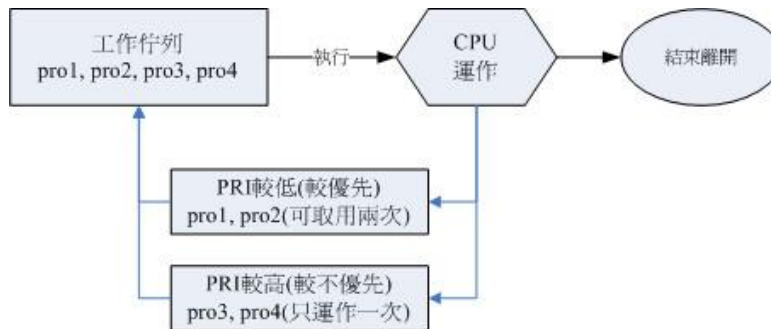 工作佇列
pro1, pro2, pro3, pro4
執行
CPU
運作
結束離開
PRI較低(較優先)
pro1, pro2(可取用兩次)
PRI較高(較不優先)
pro3, pro4(只運作一次)